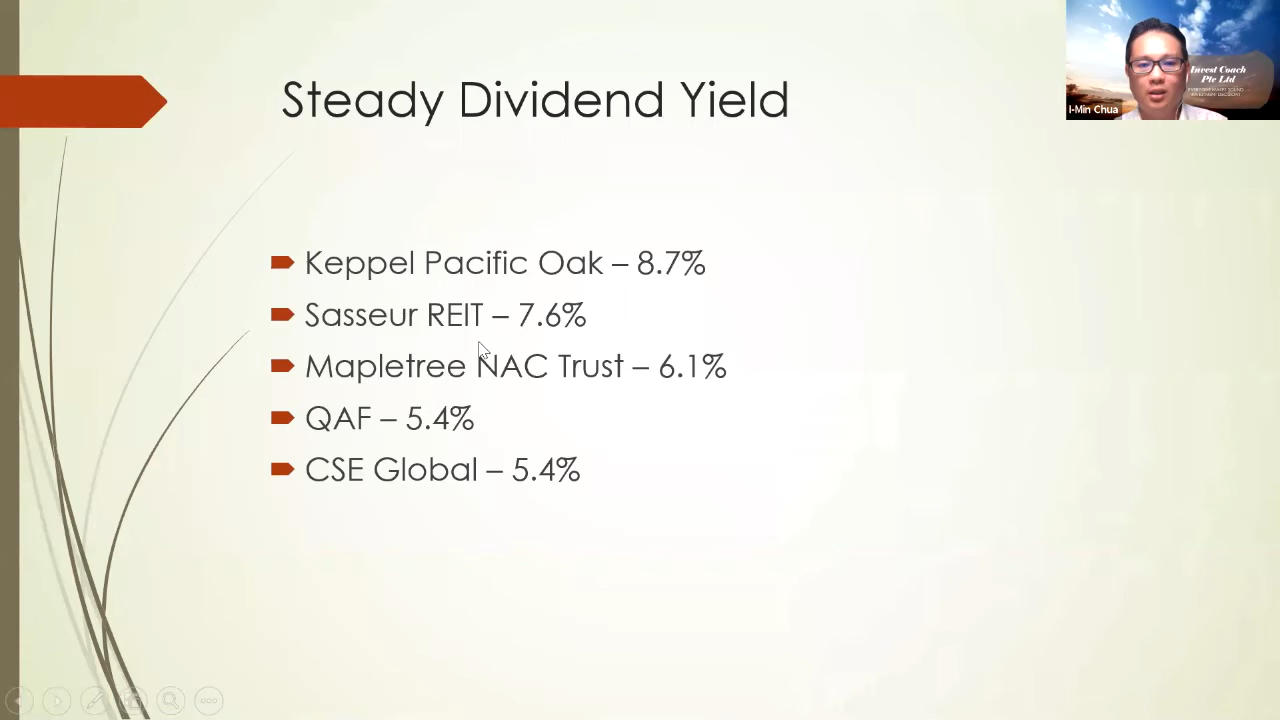 Steady Dividend Yield
Invest Coach
Pte Ltd
I-Min Chua
Keppel Pacific Oak – 8.7%
Sasseur REIT – 7.6%
Mapletree NAC Trust – 6.1%
QAF – 5.4%
CSE Global – 5.4%